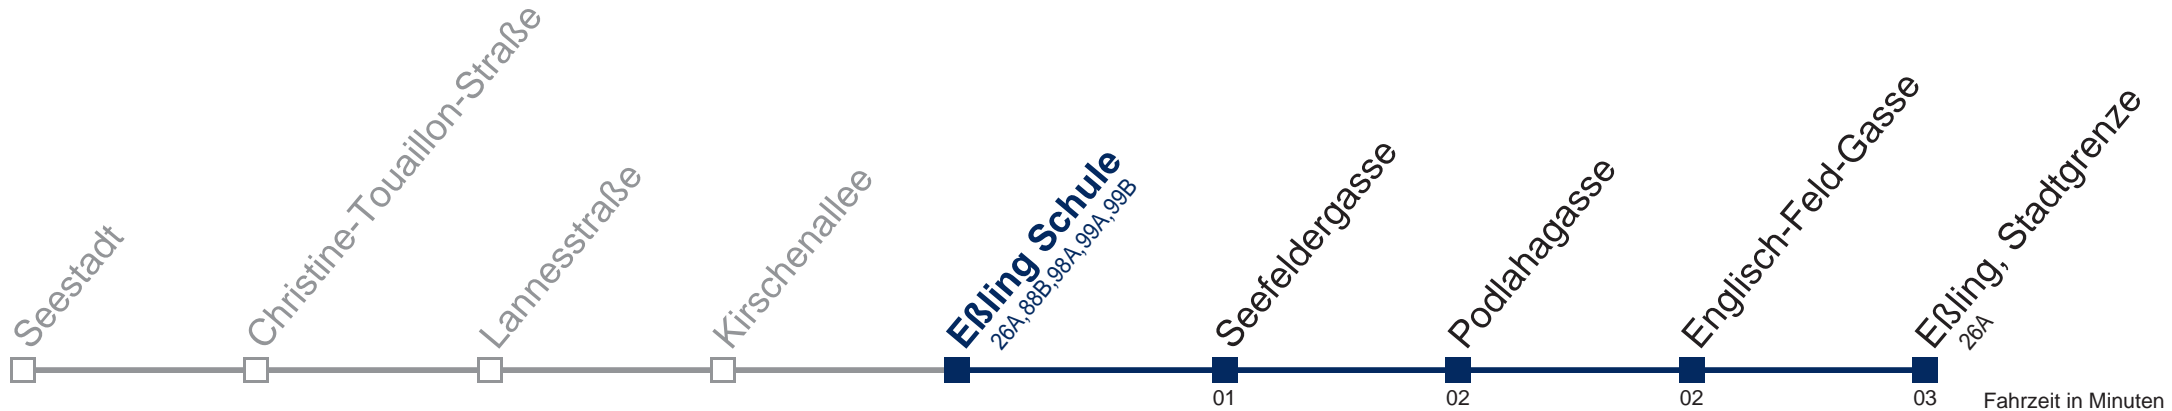 Seestadt
Christine-Touaillon-Straße
Lannesstraße
Kirschenallee
Eßling Schule
26A,88B,98A,99A,99B
Seefeldergasse
Podlahagasse
Englisch-Feld-Gasse
Eßling, Stadtgrenze
26A
01
02
02
03
Fahrzeit in Minuten